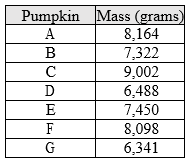 Pumpkin Mass (grams)
A 8,164
B 7,322
C 9,002
D 6,488
E 7,450
F 8,098
G 6,341